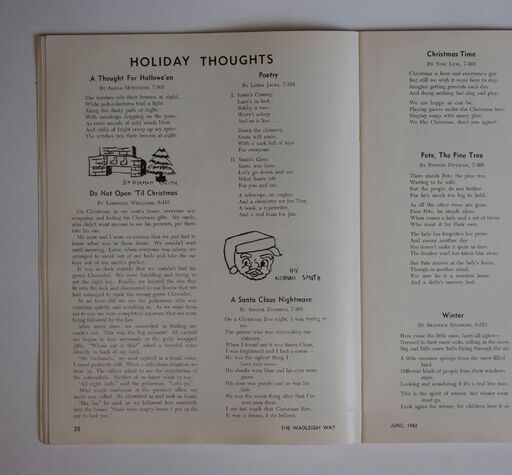 HOLIDAY THOUGHTS
A Thought For Hallowe'en
BY ALICIA MONTAGUE, 7-303
The witches ride their brooms at night,
While jack-o-lanterns trail a light
Along the dusty path at night.
With raindrops dripping on the pane,
As eerie sounds of wild winds blow
And chills of fright creep up my spine.
The witches ride their brooms at night.
BY NORMAN SMITH
Do Not Open 'Til Christmas
BY LORRAINE WILLIAMS, 8-415
On Christmas, in my aunt's house, everyone was
wrapping and hiding his Christmas gifts. My uncle,
who didn't want anyone to see his presents, put them
into his car.
My aunt and I were so anxious that we just had to
know what was in those boxes. We couldn't wait
until morning. Later, when everyone was asleep, we
arranged to sneak out of our beds and take the car
keys out of my uncle's pocket.
It was so dark outside that we couldn't find his
green Chevrolet. We were fumbling and trying to
get the right key. Finally, we located the one that
fit into the lock and discovered to our horror that we
had managed to open the wrong green Chevrolet.
At no time did we see the policeman who was
standing quietly and watching us. As we went from
car to car, we were completely unaware that we were
being followed by the law.
After many tries, we succeeded in finding my
uncle's car. This was the big moment! All excited
we began to tear nervously at the gaily wrapped
gifts. "Whose car is that?" asked a forceful voice
directly in back of my neck.
"My husband's," my aunt replied in a frosty voice.
I stood perfectly still. What a ridiculous situation we
were in. The officer asked to see the registration of
the automobile. Neither of us knew what to say.
"All right, lady," said the policeman. "Let's go."
After much confusion at the precinct office, my
uncle was called. He identified us and took us home.
"Ha, ha," he said, as we followed him resentedly
into the house. "Those were empty boxes I put in the
car to fool you."
20
Poetry
BY LINDA JACKS, 7-303
I. Santa's Coming
Lucy's in bed,
Bobby is too—
Harry's asleep
And so is Sue . . .
Down the chimney,
Santa will come,
With a sack full of toys
For everyone.
II. Santa's Gone
Santa was here.
Let's go down and see
What Santa left
For you and me.
A telescope, an engine,
And a chemistry set for Tim,
A book, a typewriter,
And a real train for Jim.
BY
NORMAN SMITH
A Santa Claus Nightmare
BY ARLENE ZAMBRIO, 7-303
On a Christmas Eve night, I was trying to
see
The person who was descending our
chimney.
When I found out it was Santa Claus,
I was frightened and I had a cause —
He was the ugliest thing I
have ever seen—
His cheeks were blue and his eyes were
green
His nose was purple and so was his
hair
He was the worst thing alive that I've
ever seen there.
I ate too much that Christmas Eve,
It was a dream, I do believe.
THE WADLEIGH WAY
Christmas Time
BY YINE LUM, 7-303
Christmas is here and everyone's gay
But still we wish it were here to stay.
Imagine getting presents each day
And doing nothing but sing and play.
We are happy as can be,
Playing games under the Christmas tree,
Singing songs with merry glee,
We like Christmas, don't you agree?
Pete, The Pine Tree
BY YVONNE PITTMAN, 7-303
There stands Pete, the pine tree,
Waiting to be sold.
But the people do not bother
For he's much too big to hold.
As all the other trees are gone
Poor Pete, he stands alone.
When comes a lady and a set of twins
Who want it for their own.
The lady has forgotten her purse
And comes another day
She doesn't make it quite in time
The lumber yard has taken him away.
But Pete arrives at the lady's home,
Though in another ritual.
For now he is a wooden horse
And a dolly's nursery bed.
Winter
BY BEATRICE SIMMONS, 8-315
Here come the little ones, faces all aglow—
Dressed in their snow suits, rolling in the snow.
Big and little snow balls flying through the air,
A little creature springs from the snow-filled
land.
Different kinds of people from their windows
stare,
Looking and wondering if it's a real live man.
This is the spirit of winter, but winter soon
must go.
Look again for winter, for children love it so.
JUNE, 1962